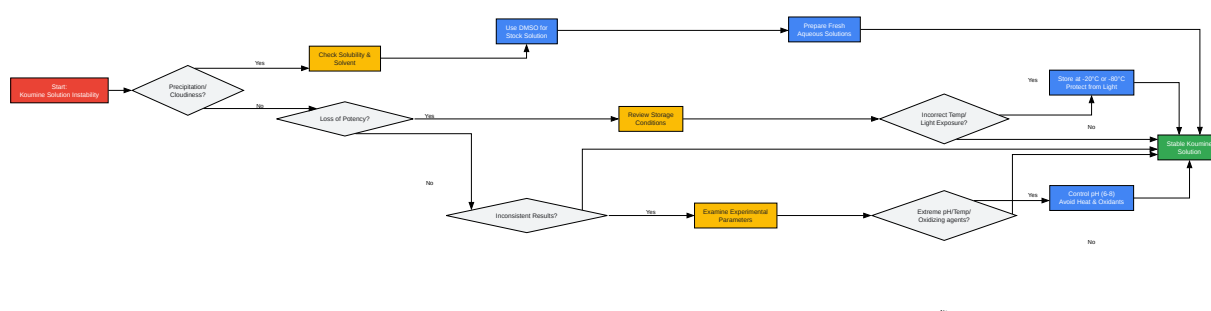 Start:
Koumine Solution Instability
Precipitation/
Cloudiness?
Yes
No
Check Solubility &
Solvent
Use DMSO for
Stock Solution
Prepare Fresh
Aqueous Solutions
Loss of Potency?
Yes
No
Review Storage
Conditions
Incorrect Temp/
Light Exposure?
Yes
No
Store at -20°C or -80°C
Protect from Light
Stable Koumine
Solution
Inconsistent Results?
Yes
Examine Experimental
Parameters
Extreme pH/Temp/
Oxidizing agents?
Yes
No
Control pH (6-8)
Avoid Heat & Oxidants